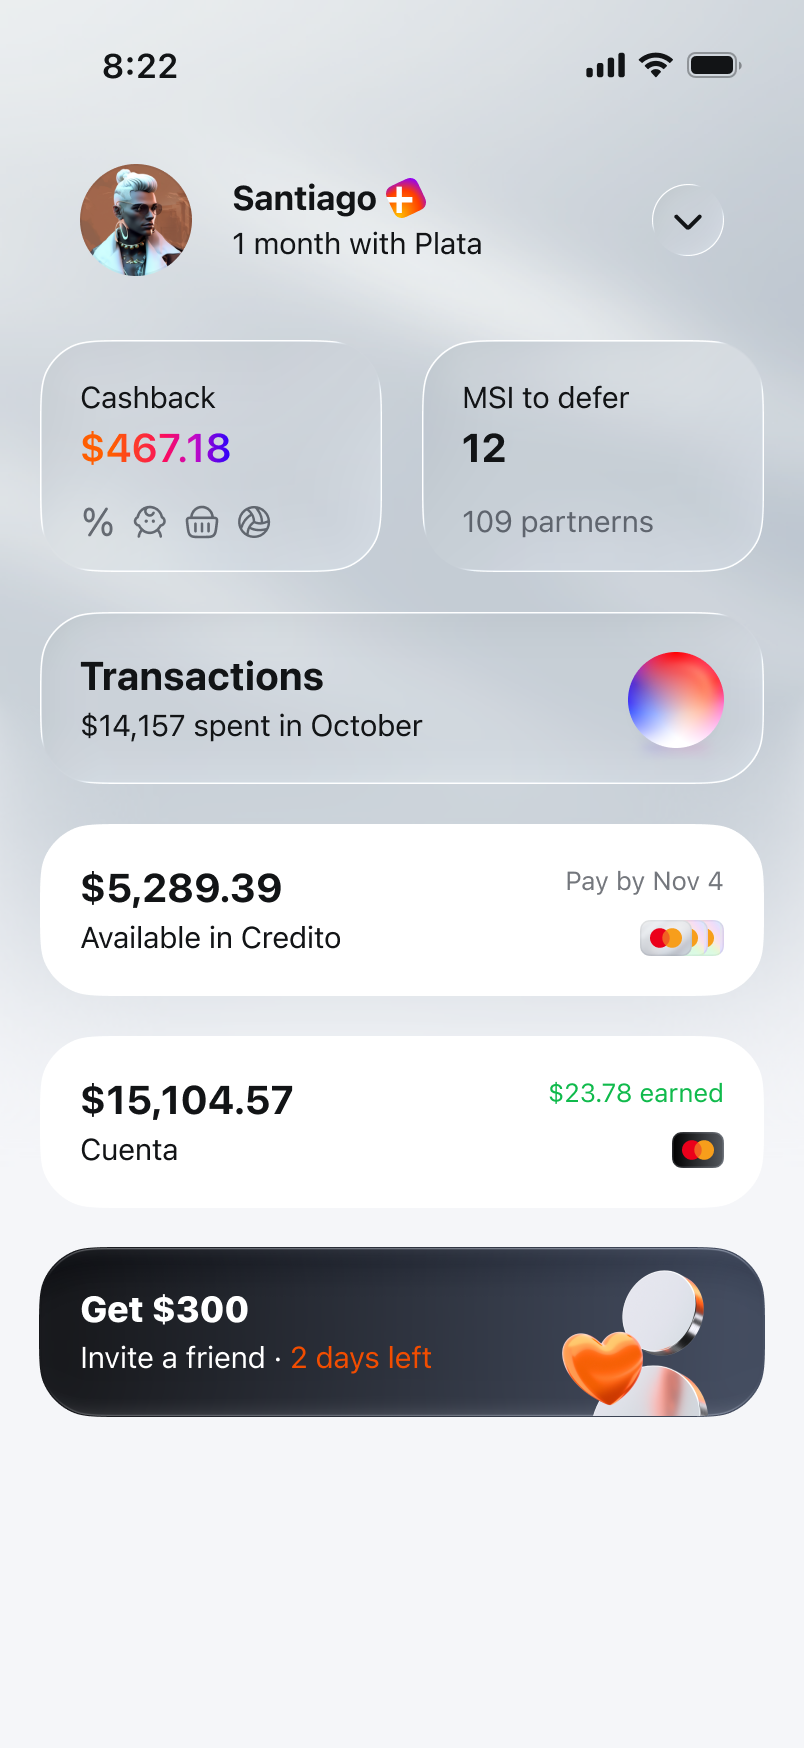 8:22
Santiago
1 month with Plata
Cashback
$467.18
%
MSI to defer
12
109 partnerns
Transactions
$14,157 spent in October
$5,289.39
Available in Credito
Pay by Nov 4
$15,104.57
Cuenta
$23.78 earned
Get $300
Invite a friend · 2 days left